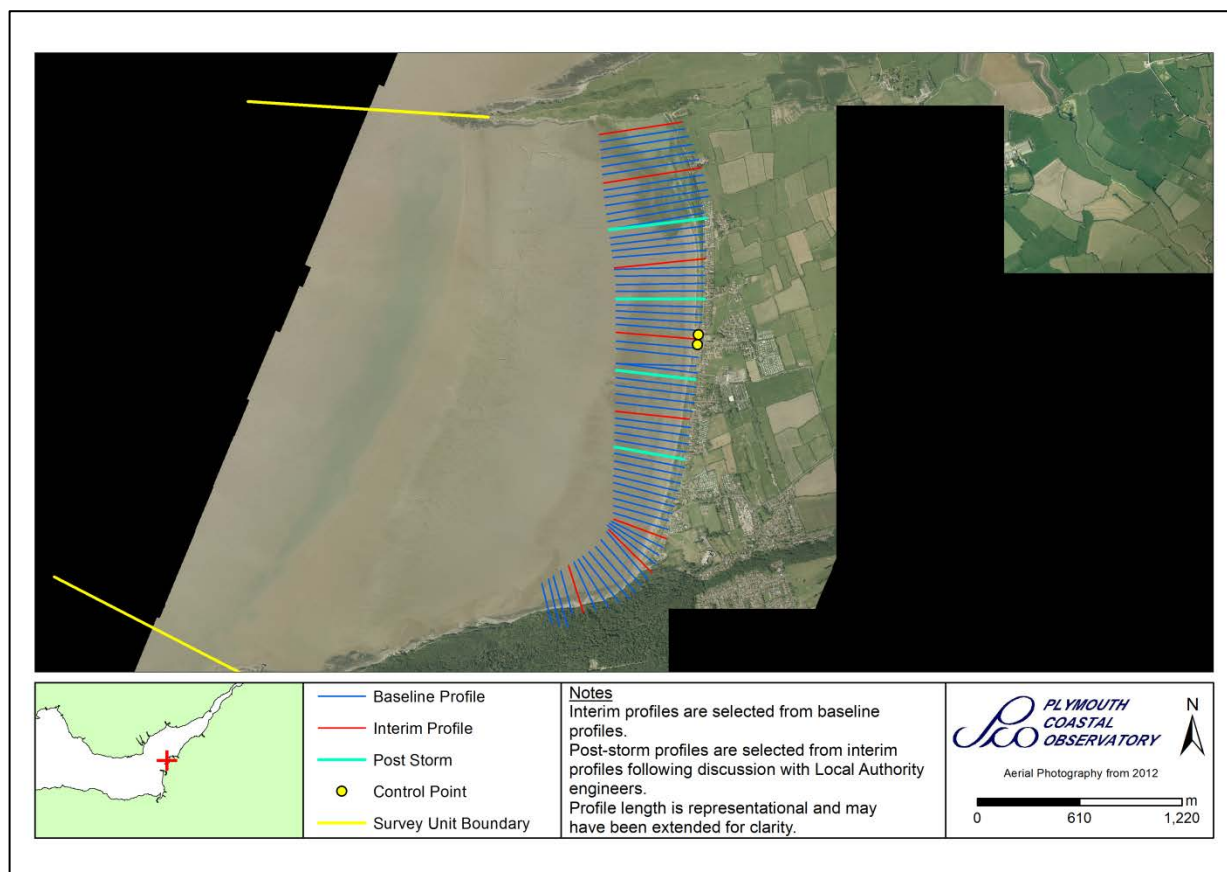 Baseline Profile
Interim Profile
Post Storm
Control Point
Survey Unit Boundary
Notes
Interim profiles are selected from baseline
profiles.
Post-storm profiles are selected from interim
profiles following discussion with Local Authority
engineers.
Profile length is representational and may
have been extended for clarity.
PLYMOUTH
COASTAL
OBSERVATORY
N
Aerial Photography from 2012
m
0 610 1,220